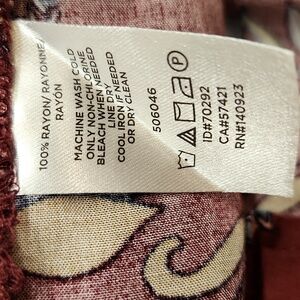 100% RAYON/RAYONNE/
RAYÓN
MACHINE WASH COLD
ONLY NON-CHLORINE
BLEACH WHEN NEEDED
LINE DRY
COOL IRON IF NEEDED
OR DRY CLEAN
506046
P
ID#70292
CA#57421
RN#140923